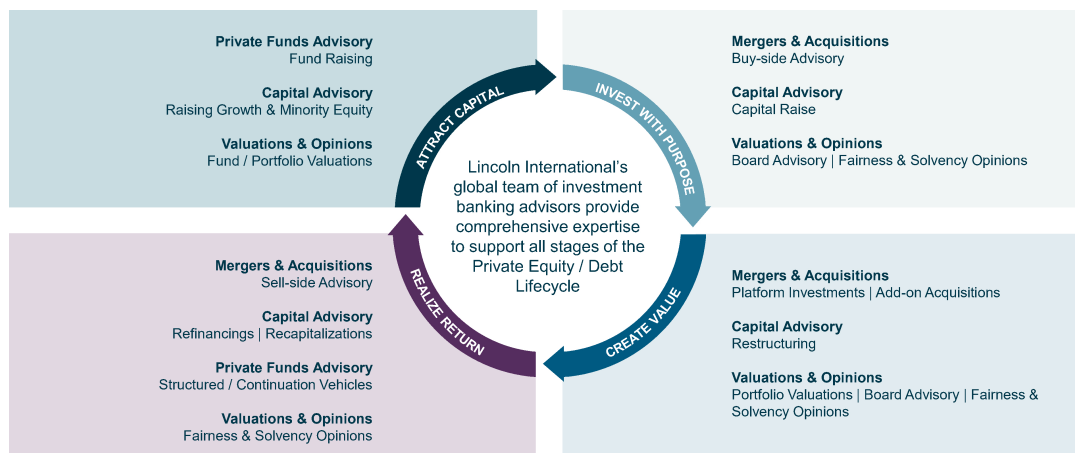 Private Funds Advisory
Fund Raising
Capital Advisory
Raising Growth & Minority Equity
Valuations & Opinions
Fund / Portfolio Valuations
ATTRACT CAPITAL
INVEST WITH PURPOSE
Mergers & Acquisitions
Buy-side Advisory
Capital Advisory
Capital Raise
Valuations & Opinions
Board Advisory | Fairness & Solvency Opinions
Lincoln International’s
global team of investment
banking advisors provide
comprehensive expertise
to support all stages of the
Private Equity / Debt
Lifecycle
Mergers & Acquisitions
Sell-side Advisory
Capital Advisory
Refinancings | Recapitalizations
Private Funds Advisory
Structured / Continuation Vehicles
Valuations & Opinions
Fairness & Solvency Opinions
REALIZE RETURN
CREATE VALUE
Mergers & Acquisitions
Platform Investments | Add-on Acquisitions
Capital Advisory
Restructuring
Valuations & Opinions
Portfolio Valuations | Board Advisory | Fairness &
Solvency Opinions